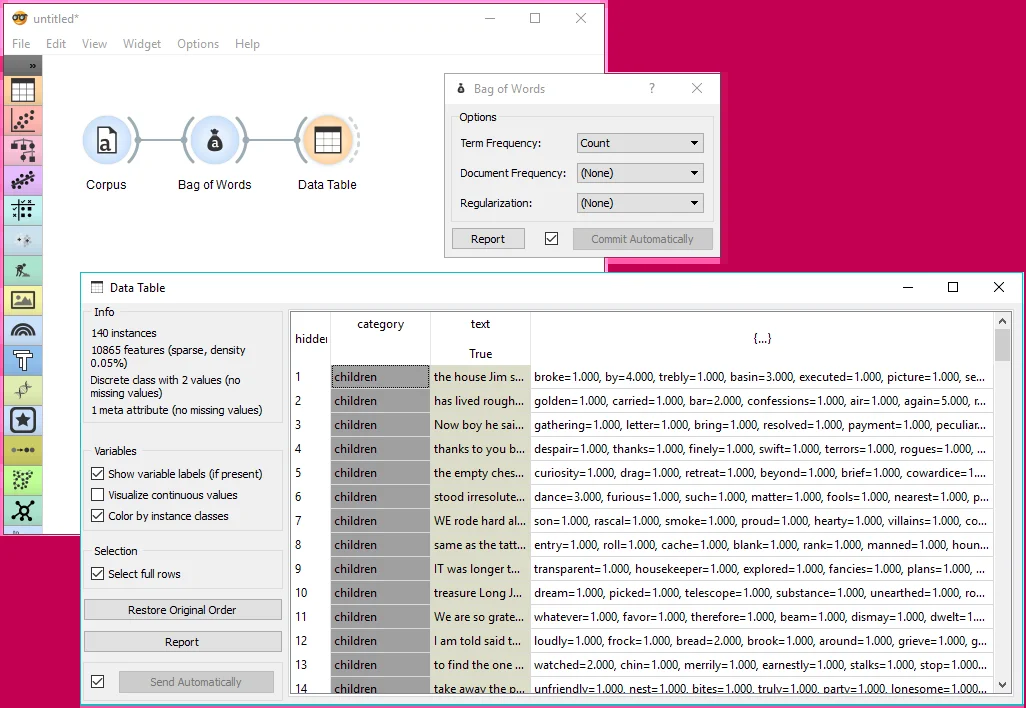 untitled*
File Edit View Widget Options Help
»
Corpus
Bag of Words
Data Table
Bag of Words
?
Options
Term Frequency: Count
Document Frequency: (None)
Regularization: (None)
Report
Commit Automatically
Data Table
Info
140 instances
10865 features (sparse, density
0.05%)
Discrete class with 2 values (no
missing values)
1 meta attribute (no missing values)
Variables
Show variable labels (if present)
Visualize continuous values
Color by instance classes
Selection
Select full rows
Restore Original Order
Report
Send Automatically
category text
hidden {...}
True
1 children the house Jim s... broke=1.000, by=4.000, trebly=1.000, basin=3.000, executed=1.000, picture=1.000, se...
2 children has lived rough... golden=1.000, carried=1.000, bar=2.000, confessions=1.000, air=1.000, again=5.000, r...
3 children Now boy he sai... gathering=1.000, letter=1.000, bring=1.000, resolved=1.000, payment=1.000, peculiar...
4 children thanks to you b... despair=1.000, thanks=1.000, finely=1.000, swift=1.000, terrors=1.000, rogues=1.000, ...
5 children the empty ches... curiosity=1.000, drag=1.000, retreat=1.000, beyond=1.000, brief=1.000, cowardice=1....
6 children stood irresolute... dance=3.000, furious=1.000, such=1.000, matter=1.000, fools=1.000, nearest=1.000, p...
7 children WE rode hard al... son=1.000, rascal=1.000, smoke=1.000, proud=1.000, hearty=1.000, villains=1.000, co...
8 children same as the tatt... entry=1.000, roll=1.000, cache=1.000, blank=1.000, rank=1.000, manned=1.000, houn...
9 children IT was longer t... transparent=1.000, housekeeper=1.000, explored=1.000, fancies=1.000, plans=1.000, ...
10 children treasure Long J... dream=1.000, picked=1.000, telescope=1.000, substance=1.000, unearthed=1.000, ro...
11 children We are so grate... whatever=1.000, favor=1.000, therefore=1.000, beam=1.000, dismay=1.000, dwelt=1....
12 children I am told said t... loudly=1.000, frock=1.000, bread=2.000, brook=1.000, around=1.000, grieve=1.000, g...
13 children to find the one ... watched=2.000, chin=1.000, merrily=1.000, earnestly=1.000, stalks=1.000, stop=1.000...
14 children take away the p... unfriendly=1.000, nest=1.000, bites=1.000, truly=1.000, party=1.000, lonesome=1.000...